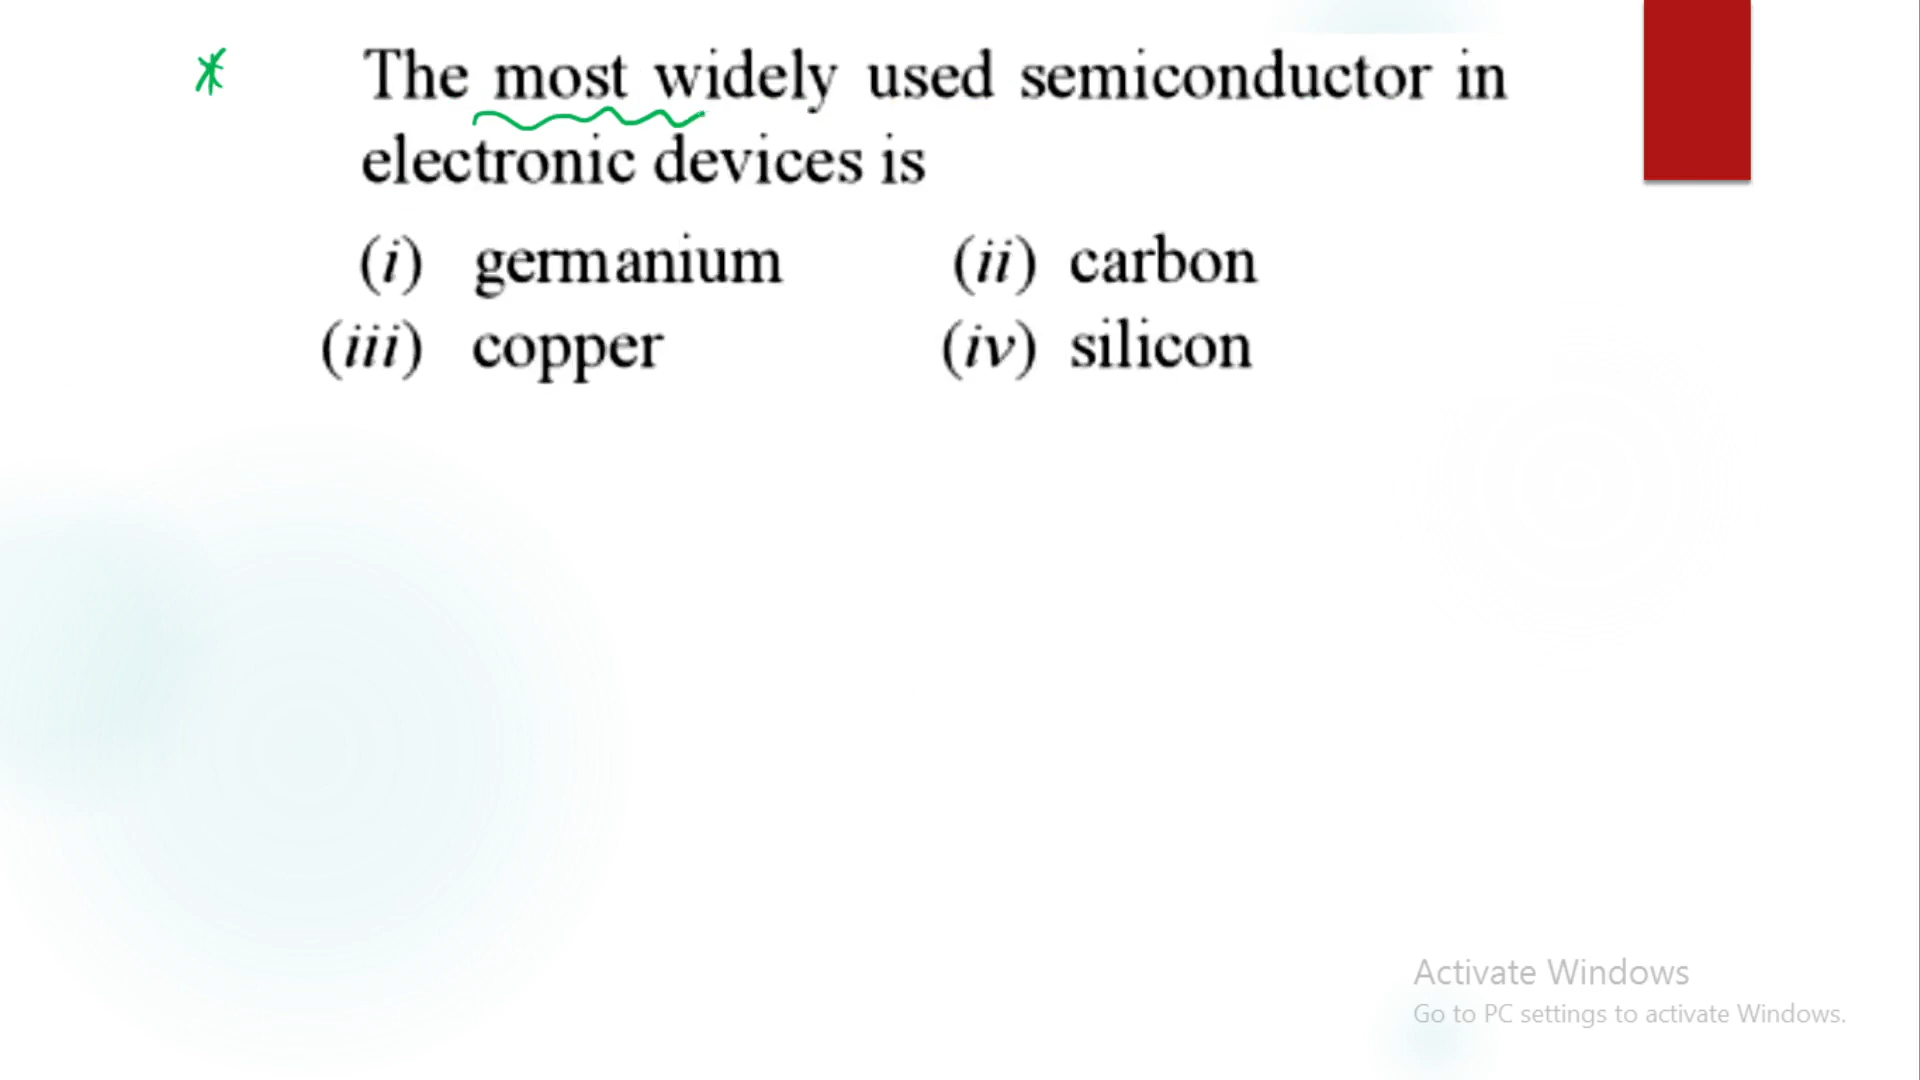 * The most widely used semiconductor in
electronic devices is
(i) germanium (ii) carbon
(iii) copper (iv) silicon
Activate Windows
Go to PC settings to activate Windows.